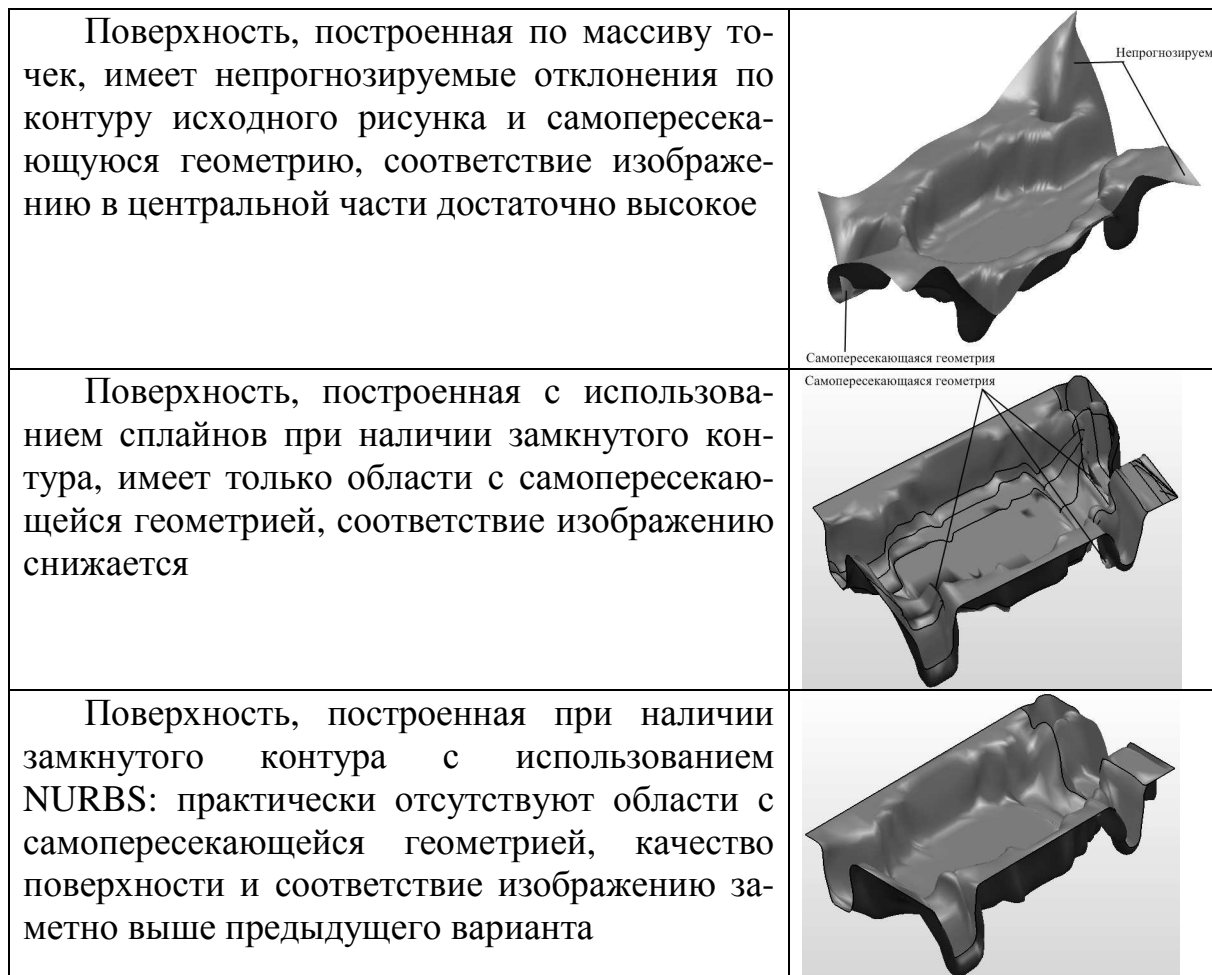 Поверхность, построенная по массиву то-
чек, имеет непрогнозируемые отклонения по
контуру исходного рисунка и самопересека-
ющуюся геометрию, соответствие изображе-
нию в центральной части достаточно высокое
Непрогнозируем
Самопересекающаяся геометрия
Поверхность, построенная с использова-
нием сплайнов при наличии замкнутого кон-
тура, имеет только области с самопересекаю-
щейся геометрией, соответствие изображению
снижается
Самопересекающаяся геометрия
Поверхность, построенная при наличии
замкнутого контура с использованием
NURBS: практически отсутствуют области с
самопересекающейся геометрией, качество
поверхности и соответствие изображению за-
метно выше предыдущего варианта